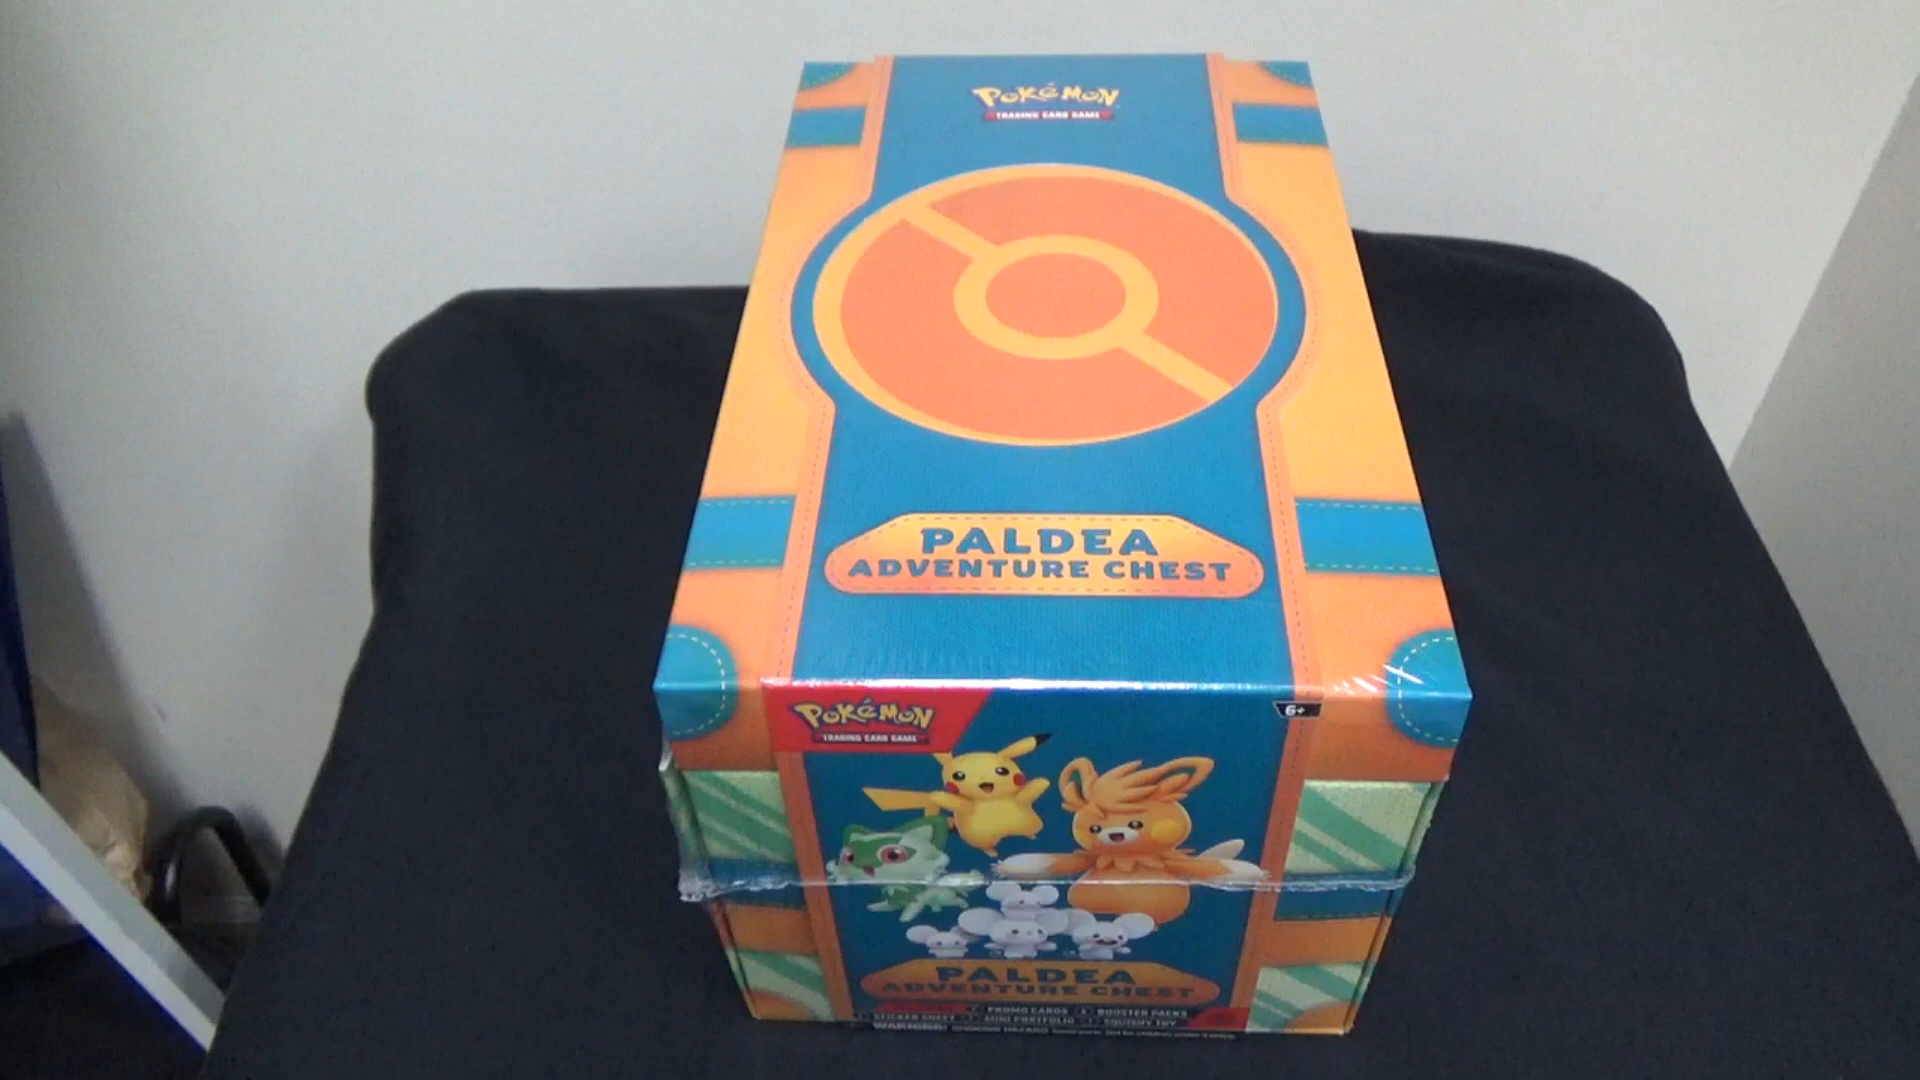 POKéMON
TRADING CARD GAME
PALDEA
ADVENTURE CHEST
POKéMON
TRADING CARD GAME
6+
PALDEA
ADVENTURE CHEST
PROMO CARDS BOOSTER PACKS
STICKER SHEET MINI PORTFOLIO SQUISHY TOY
WARNING: